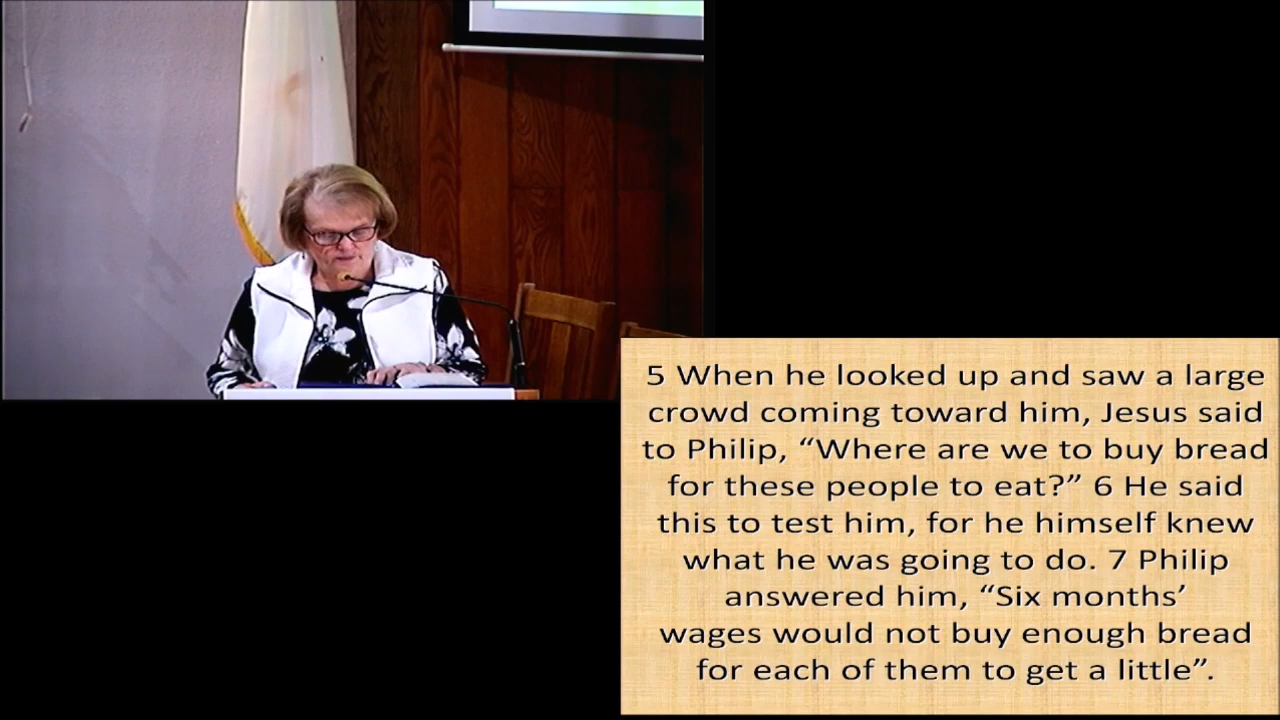 5 When he looked up and saw a large
crowd coming toward him, Jesus said
to Philip, “Where are we to buy bread
for these people to eat?” 6 He said
this to test him, for he himself knew
what he was going to do. 7 Philip
answered him, “Six months’
wages would not buy enough bread
for each of them to get a little”.